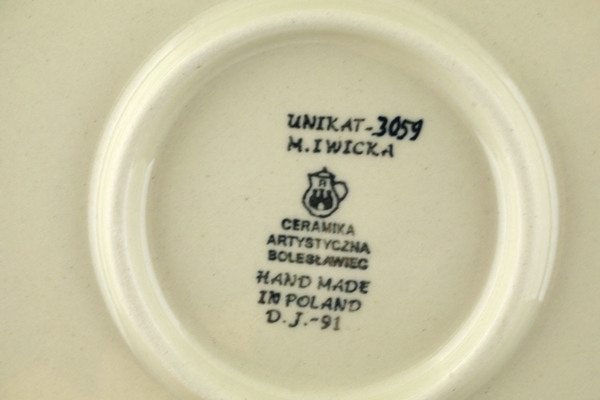 UNIKAT-3059
M.IWICKA
CERAMIKA
ARTYSTYCZNA
BOLESŁAWIEC
HAND MADE
IN POLAND
D.J.-91